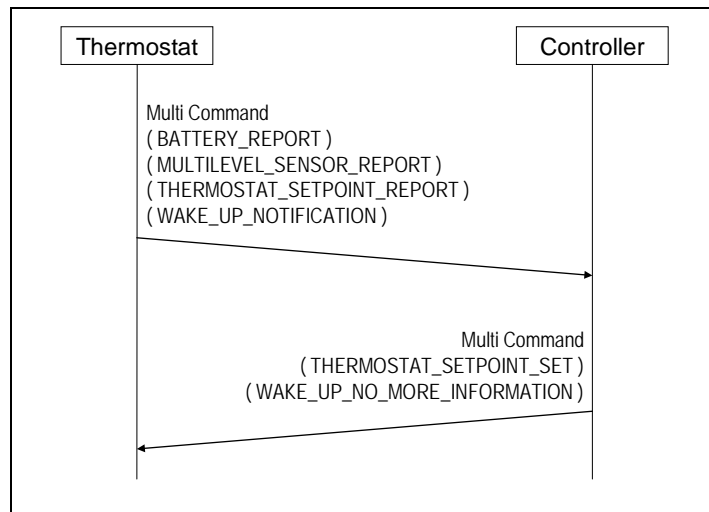 Thermostat
Controller
Multi Command
( BATTERY_REPORT )
( MULTILEVEL_SENSOR_REPORT )
( THERMOSTAT_SETPOINT_REPORT )
( WAKE_UP_NOTIFICATION )
Multi Command
( THERMOSTAT_SETPOINT_SET )
( WAKE_UP_NO_MORE_INFORMATION )